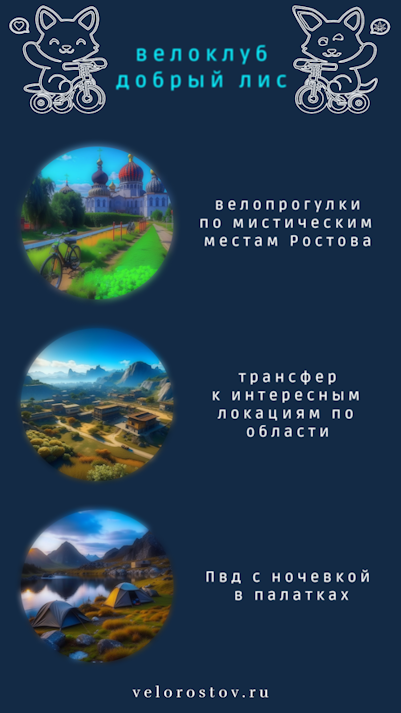 велоклуб
добрый лис
велопрогулки
по мистическим
местам Ростова
трансфер
к интересным
локациям по
области
Пвд с ночевкой
в палатках
velorostov.ru